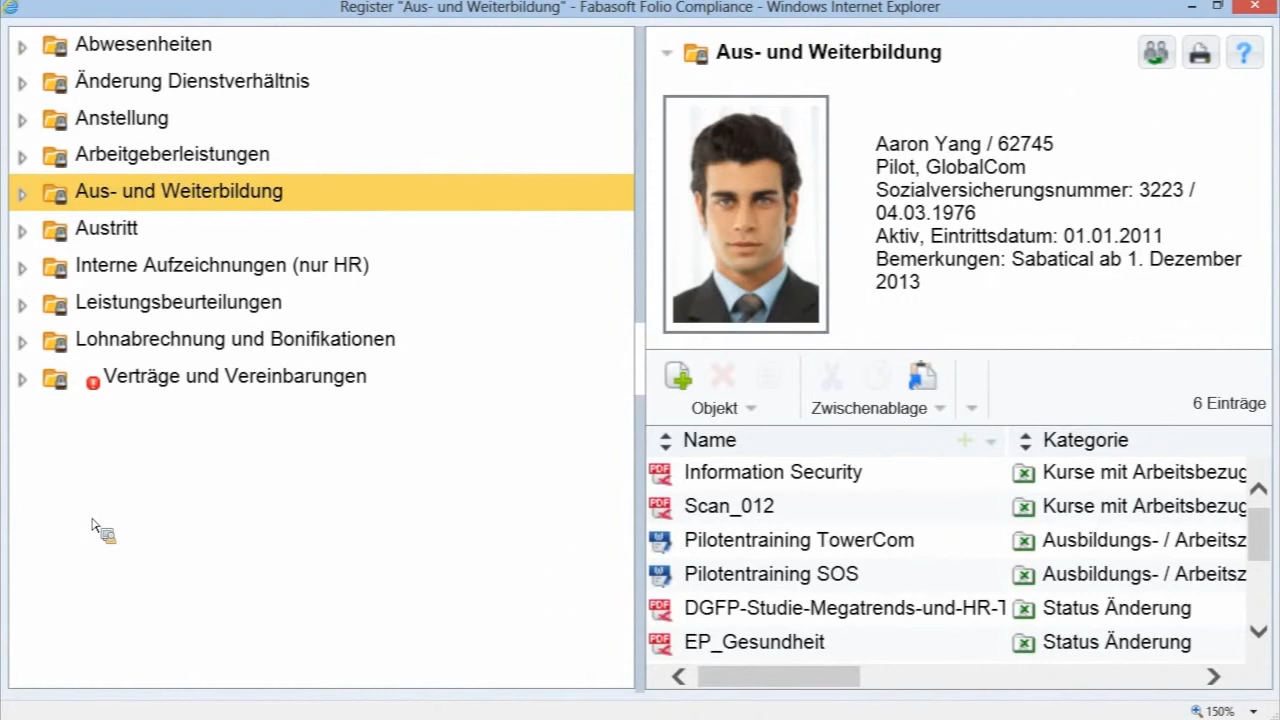 Register "Aus- und Weiterbildung" - Fabasoft Folio Compliance - Windows Internet Explorer
Abwesenheiten
Änderung Dienstverhältnis
Anstellung
Arbeitgeberleistungen
Aus- und Weiterbildung
Austritt
Interne Aufzeichnungen (nur HR)
Leistungsbeurteilungen
Lohnabrechnung und Bonifikationen
Verträge und Vereinbarungen
Aus- und Weiterbildung
?
Aaron Yang / 62745
Pilot, GlobalCom
Sozialversicherungsnummer: 3223 /
04.03.1976
Aktiv, Eintrittsdatum: 01.01.2011
Bemerkungen: Sabatical ab 1. Dezember
2013
Objekt
Zwischenablage
6 Einträge
Name
Kategorie
PDF Information Security Kurse mit Arbeitsbezug
PDF Scan_012 Kurse mit Arbeitsbezug
Pilotentraining TowerCom Ausbildungs- / Arbeitsz
Pilotentraining SOS Ausbildungs- / Arbeitsz
PDF DGFP-Studie-Megatrends-und-HR-T Status Änderung
PDF EP_Gesundheit Status Änderung
150%